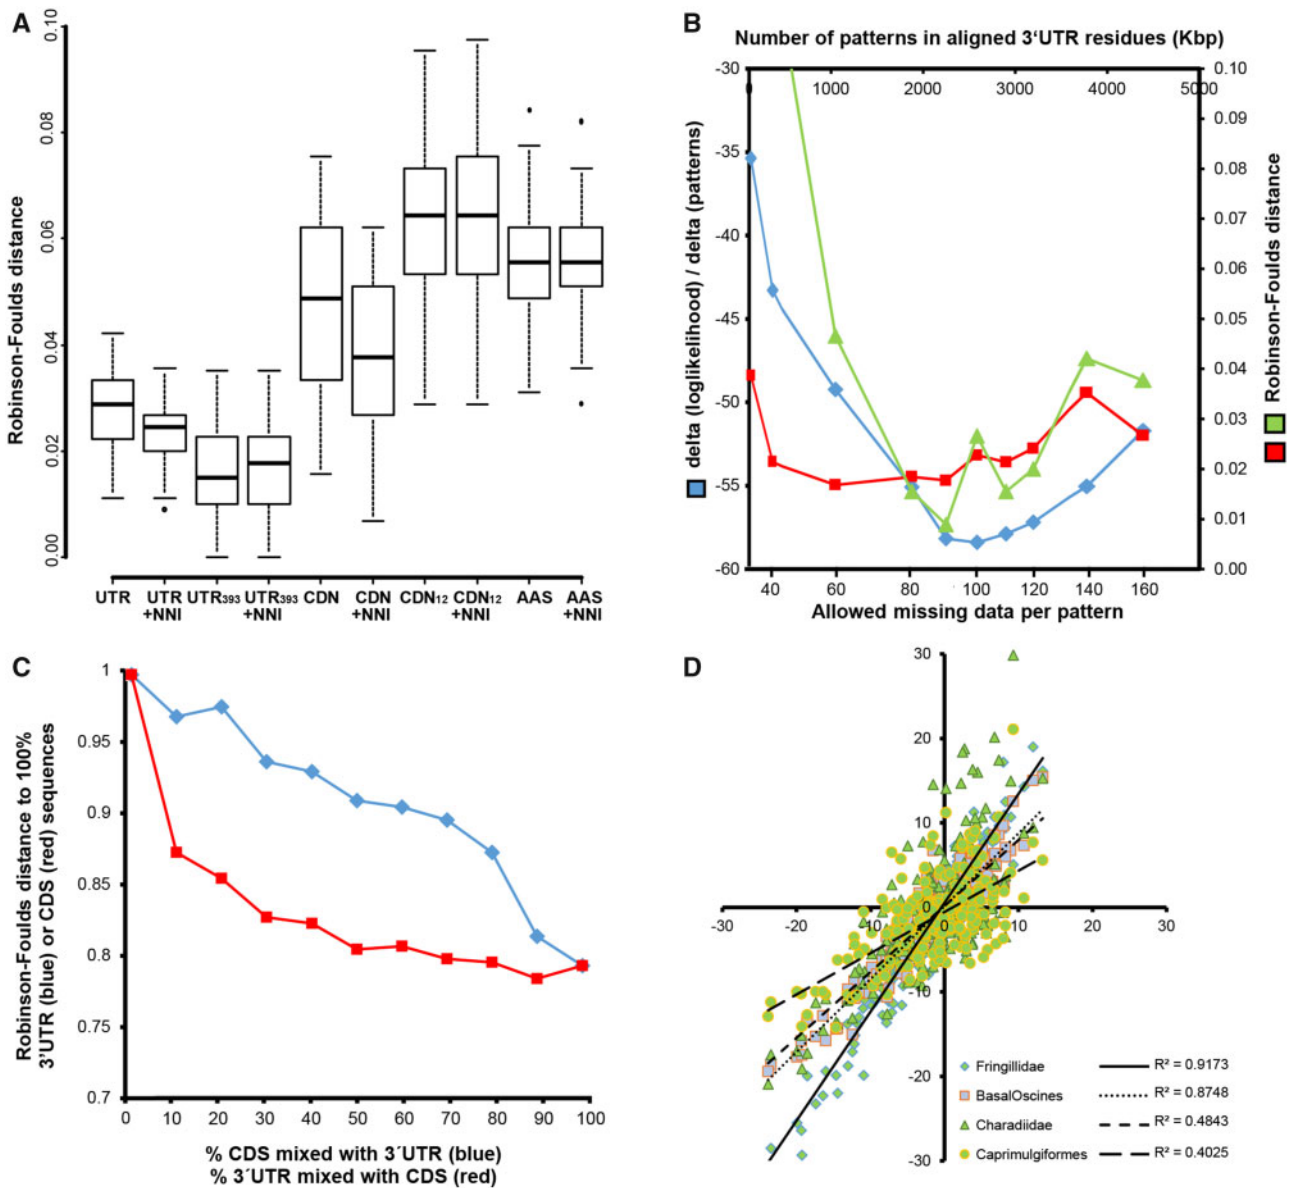 A
Robinson-Foulds distance
0.10
0.08
0.06
0.04
0.02
0.00
UTR
UTR +NNI
UTR393
UTR393 +NNI
CDN
CDN +NNI
CDN12
CDN12 +NNI
AAS
AAS +NNI
B
Number of patterns in aligned 3‘UTR residues (Kbp)
0 1000 2000 3000 4000 5000
delta (loglikelihood) / delta (patterns)
-30
-35
-40
-45
-50
-55
-60
0.10
0.09
0.08
0.07
0.06
0.05
0.04
0.03
0.02
0.01
0.00
Robinson-Foulds distance
40 60 80 100 120 140 160
Allowed missing data per pattern
C
Robinson-Foulds distance to 100%
3’UTR (blue) or CDS (red) sequences
1
0.95
0.9
0.85
0.8
0.75
0.7
0 10 20 30 40 50 60 70 80 90 100
% CDS mixed with 3´UTR (blue)
% 3´UTR mixed with CDS (red)
D
30
20
10
0
-30 -20 -10 0 10 20 30
-10
-20
-30
Fringillidae R² = 0.9173
BasalOscines R² = 0.8748
Charadiidae R² = 0.4843
Caprimulgiformes R² = 0.4025